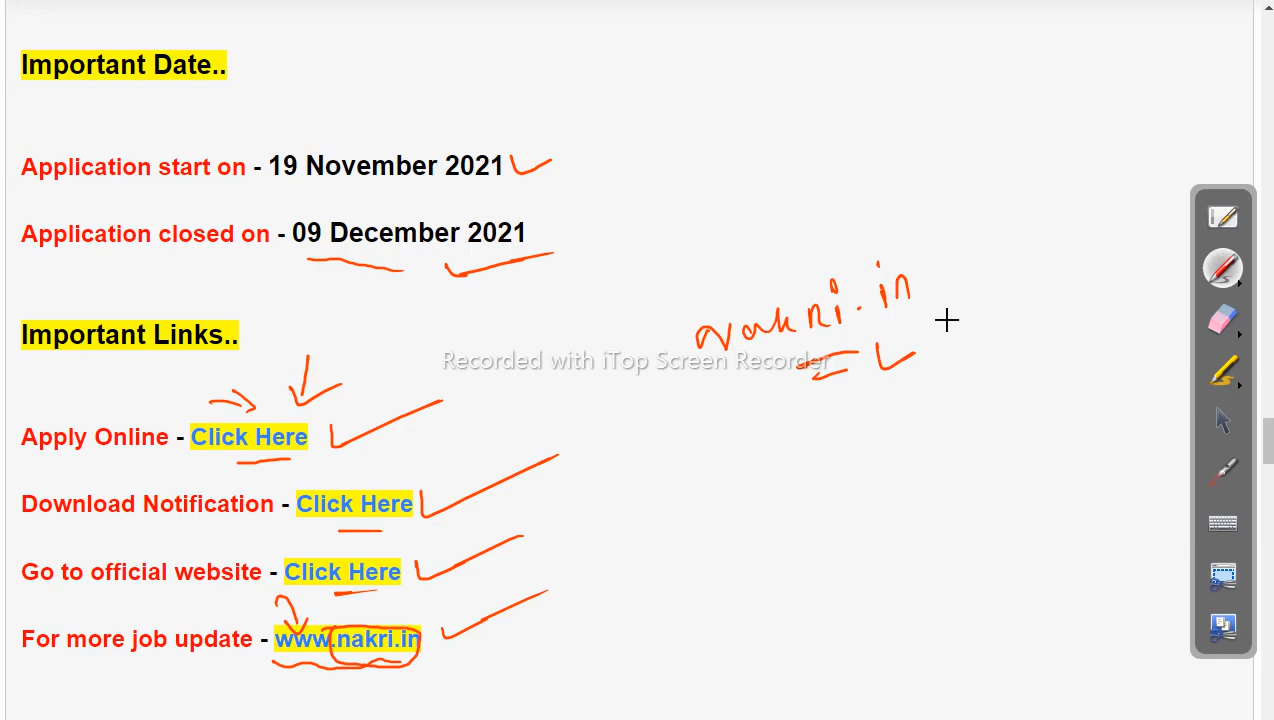 Important Date..
Application start on - 19 November 2021
Application closed on - 09 December 2021
nakri.in
Important Links..
Recorded with iTop Screen Recorder
Apply Online - Click Here
Download Notification - Click Here
Go to official website - Click Here
For more job update - www.nakri.in